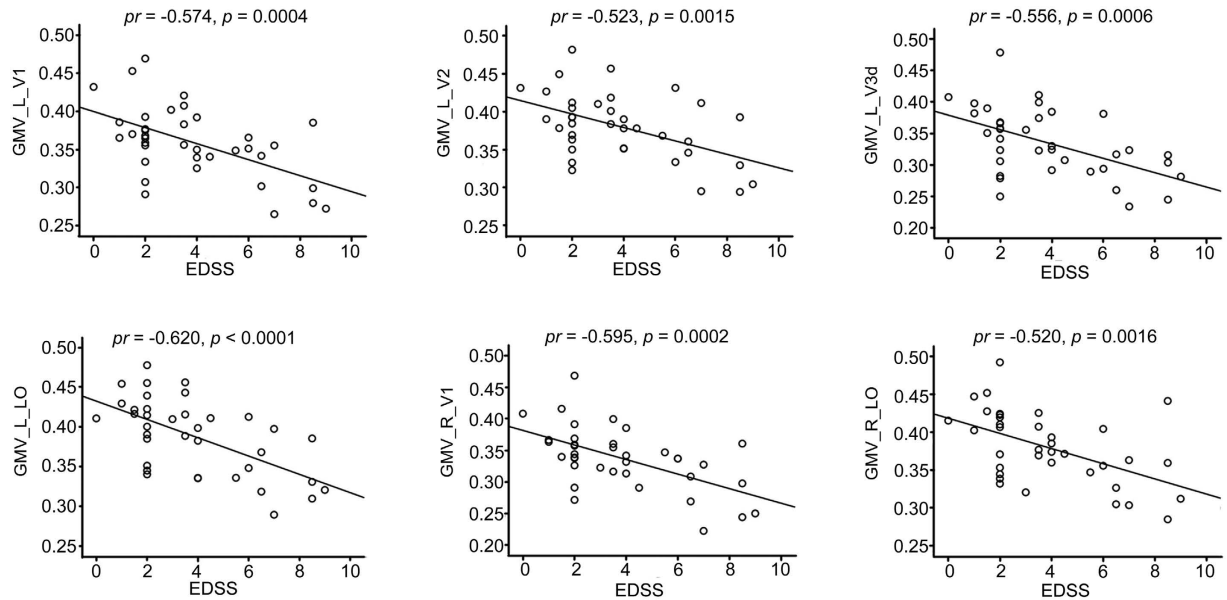 pr = -0.574, p = 0.0004
GMV_L_V1
0.50
0.45
0.40
0.35
0.30
0.25
0 2 4 6 8 10
EDSS
pr = -0.523, p = 0.0015
GMV_L_V2
0.50
0.45
0.40
0.35
0.30
0.25
0 2 4 6 8 10
EDSS
pr = -0.556, p = 0.0006
GMV_L_V3d
0.50
0.45
0.40
0.35
0.30
0.25
0.20
0 2 4 6 8 10
EDSS
pr = -0.620, p < 0.0001
GMV_L_LO
0.50
0.45
0.40
0.35
0.30
0.25
0 2 4 6 8 10
EDSS
pr = -0.595, p = 0.0002
GMV_R_V1
0.50
0.45
0.40
0.35
0.30
0.25
0.20
0 2 4 6 8 10
EDSS
pr = -0.520, p = 0.0016
GMV_R_LO
0.50
0.45
0.40
0.35
0.30
0.25
0 2 4 6 8 10
EDSS